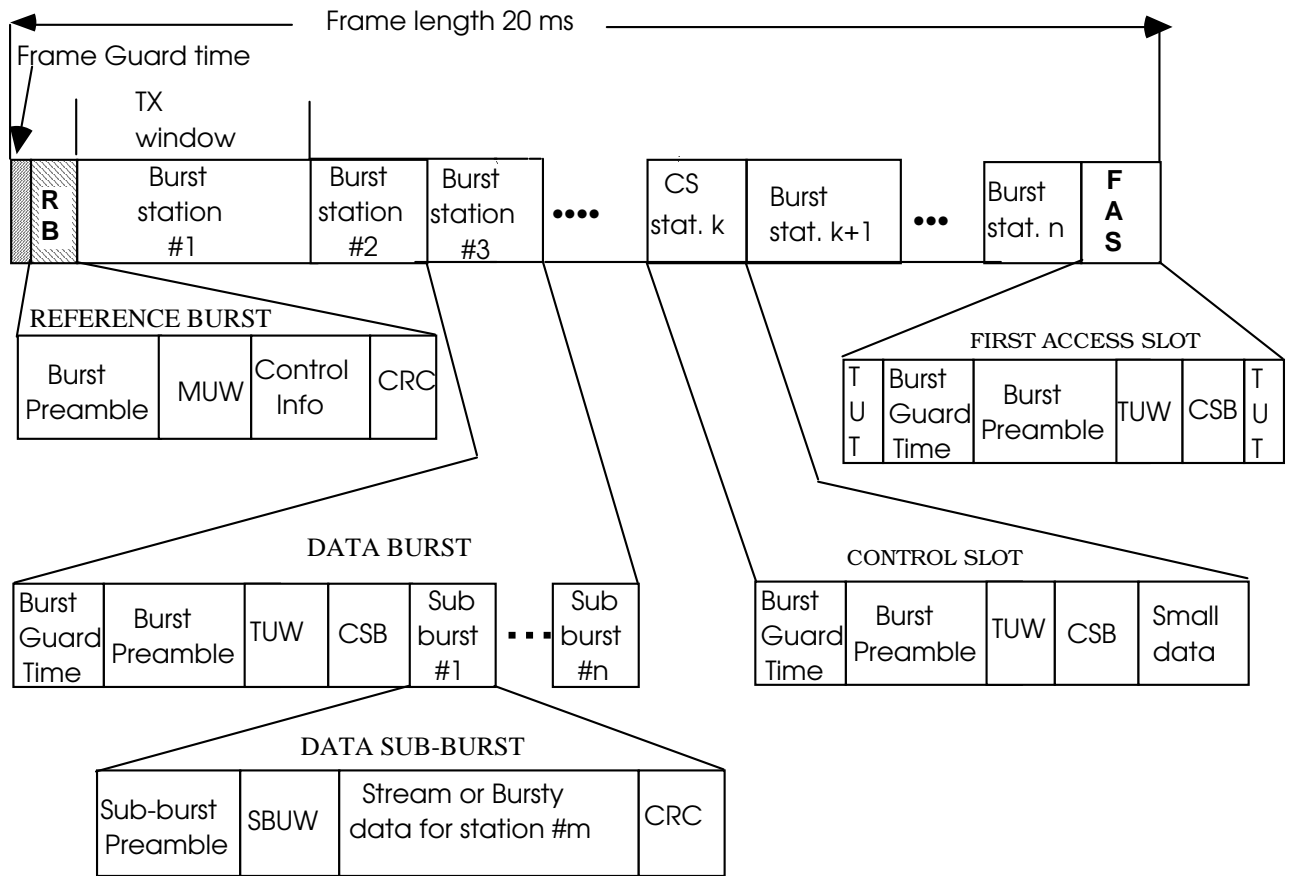 Frame length 20 ms
Frame Guard time
TX
window
R
B
Burst
station
#1
Burst
station
#2
Burst
station
#3
••••
CS
stat. k
Burst
stat. k+1
•••
Burst
stat. n
F
A
S
REFERENCE BURST
Burst
Preamble
MUW
Control
Info
CRC
FIRST ACCESS SLOT
T
U
T
Burst
Guard
Time
Burst
Preamble
TUW
CSB
T
U
T
DATA BURST
Burst
Guard
Time
Burst
Preamble
TUW
CSB
Sub
burst
#1
Sub
burst
#n
CONTROL SLOT
Burst
Guard
Time
Burst
Preamble
TUW
CSB
Small
data
DATA SUB-BURST
Sub-burst
Preamble
SBUW
Stream or Bursty
data for station #m
CRC